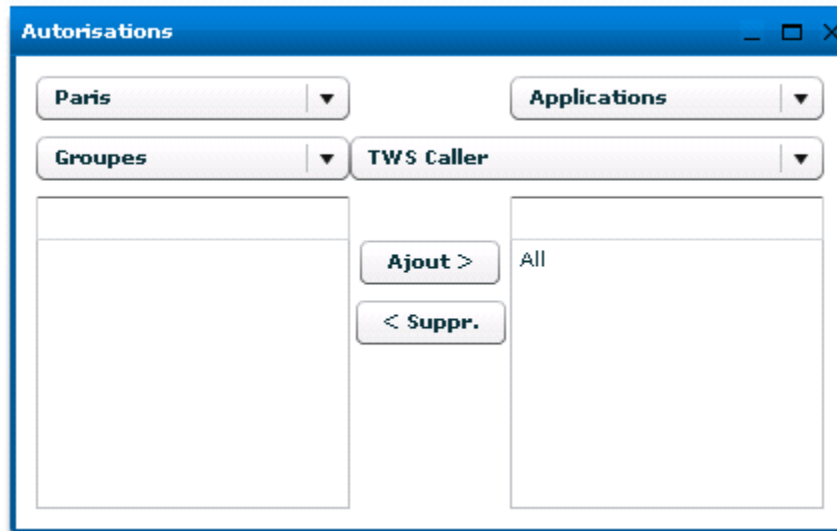 Autorisations
Paris
Applications
Groupes
TWS Caller
Ajout >
All
< Suppr.